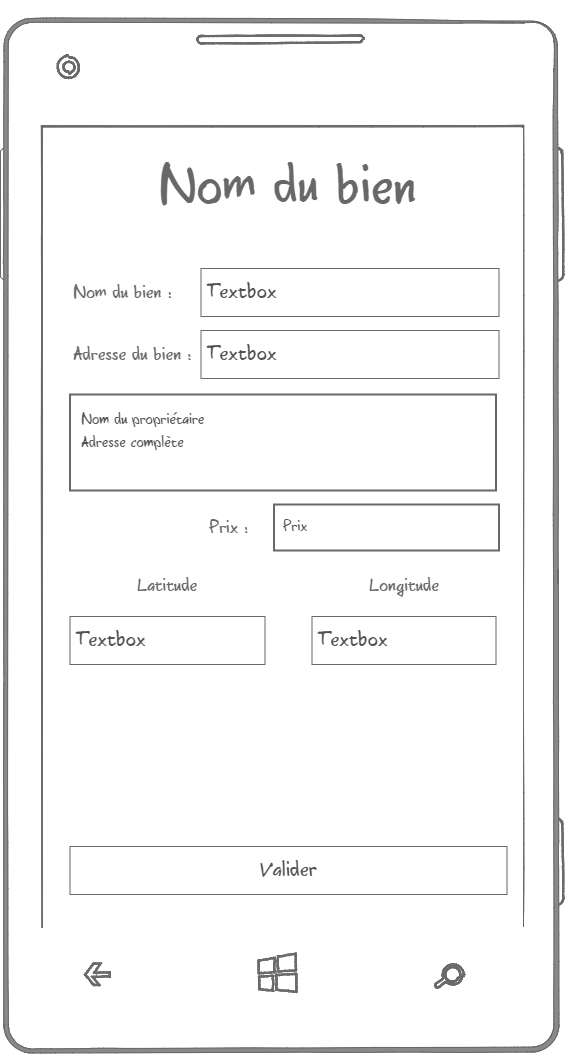 Nom du bien
Nom du bien : Textbox
Adresse du bien : Textbox
Nom du propriétaire
Adresse complète
Prix : Prix
Latitude Longitude
Textbox Textbox
Valider